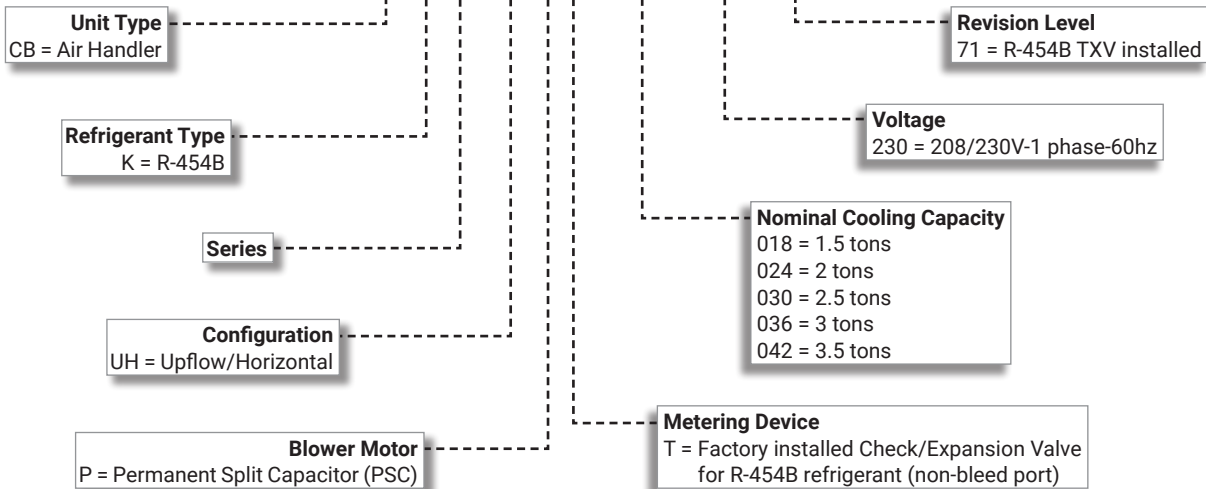 Unit Type
CB = Air Handler
Refrigerant Type
K = R-454B
Series
Configuration
UH = Upflow/Horizontal
Blower Motor
P = Permanent Split Capacitor (PSC)
Revision Level
71 = R-454B TXV installed
Voltage
230 = 208/230V-1 phase-60hz
Nominal Cooling Capacity
018 = 1.5 tons
024 = 2 tons
030 = 2.5 tons
036 = 3 tons
042 = 3.5 tons
Metering Device
T = Factory installed Check/Expansion Valve
for R-454B refrigerant (non-bleed port)